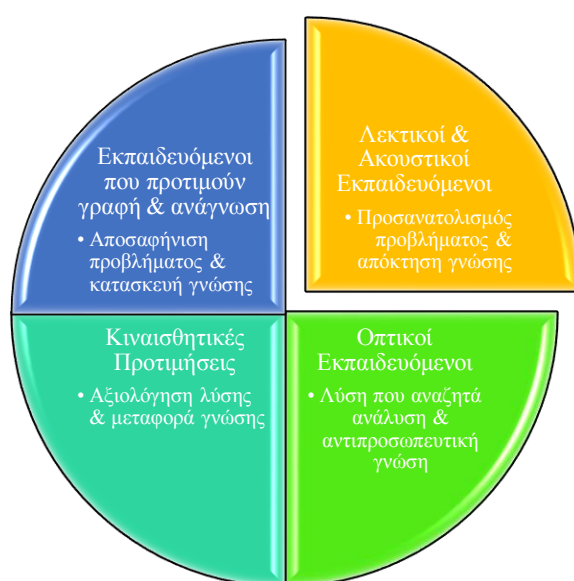 Εκπαιδευόμενοι
που προτιμούν
γραφή & ανάγνωση
• Αποσαφήνιση
προβλήματος &
κατασκευή γνώσης
Λεκτικοί &
Ακουστικοί
Εκπαιδευόμενοι
• Προσανατολισμός
προβλήματος &
απόκτηση γνώσης
Κιναισθητικές
Προτιμήσεις
• Αξιολόγηση λύσης
& μεταφορά γνώσης
Οπτικοί
Εκπαιδευόμενοι
• Λύση που αναζητά
ανάλυση &
αντιπροσωπευτική
γνώση